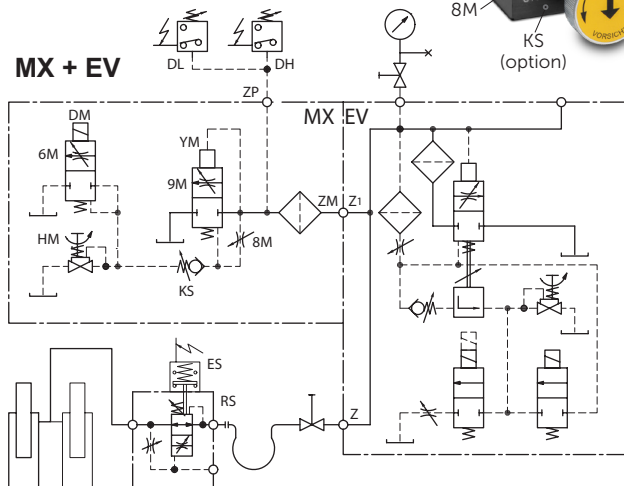 8M
KS
(option)
VORSICH
DL
DH
MX + EV
ZP
MX
EV
DM
6M
YM
9M
ZM
Z1
HM
8M
KS
ES
RS
Z